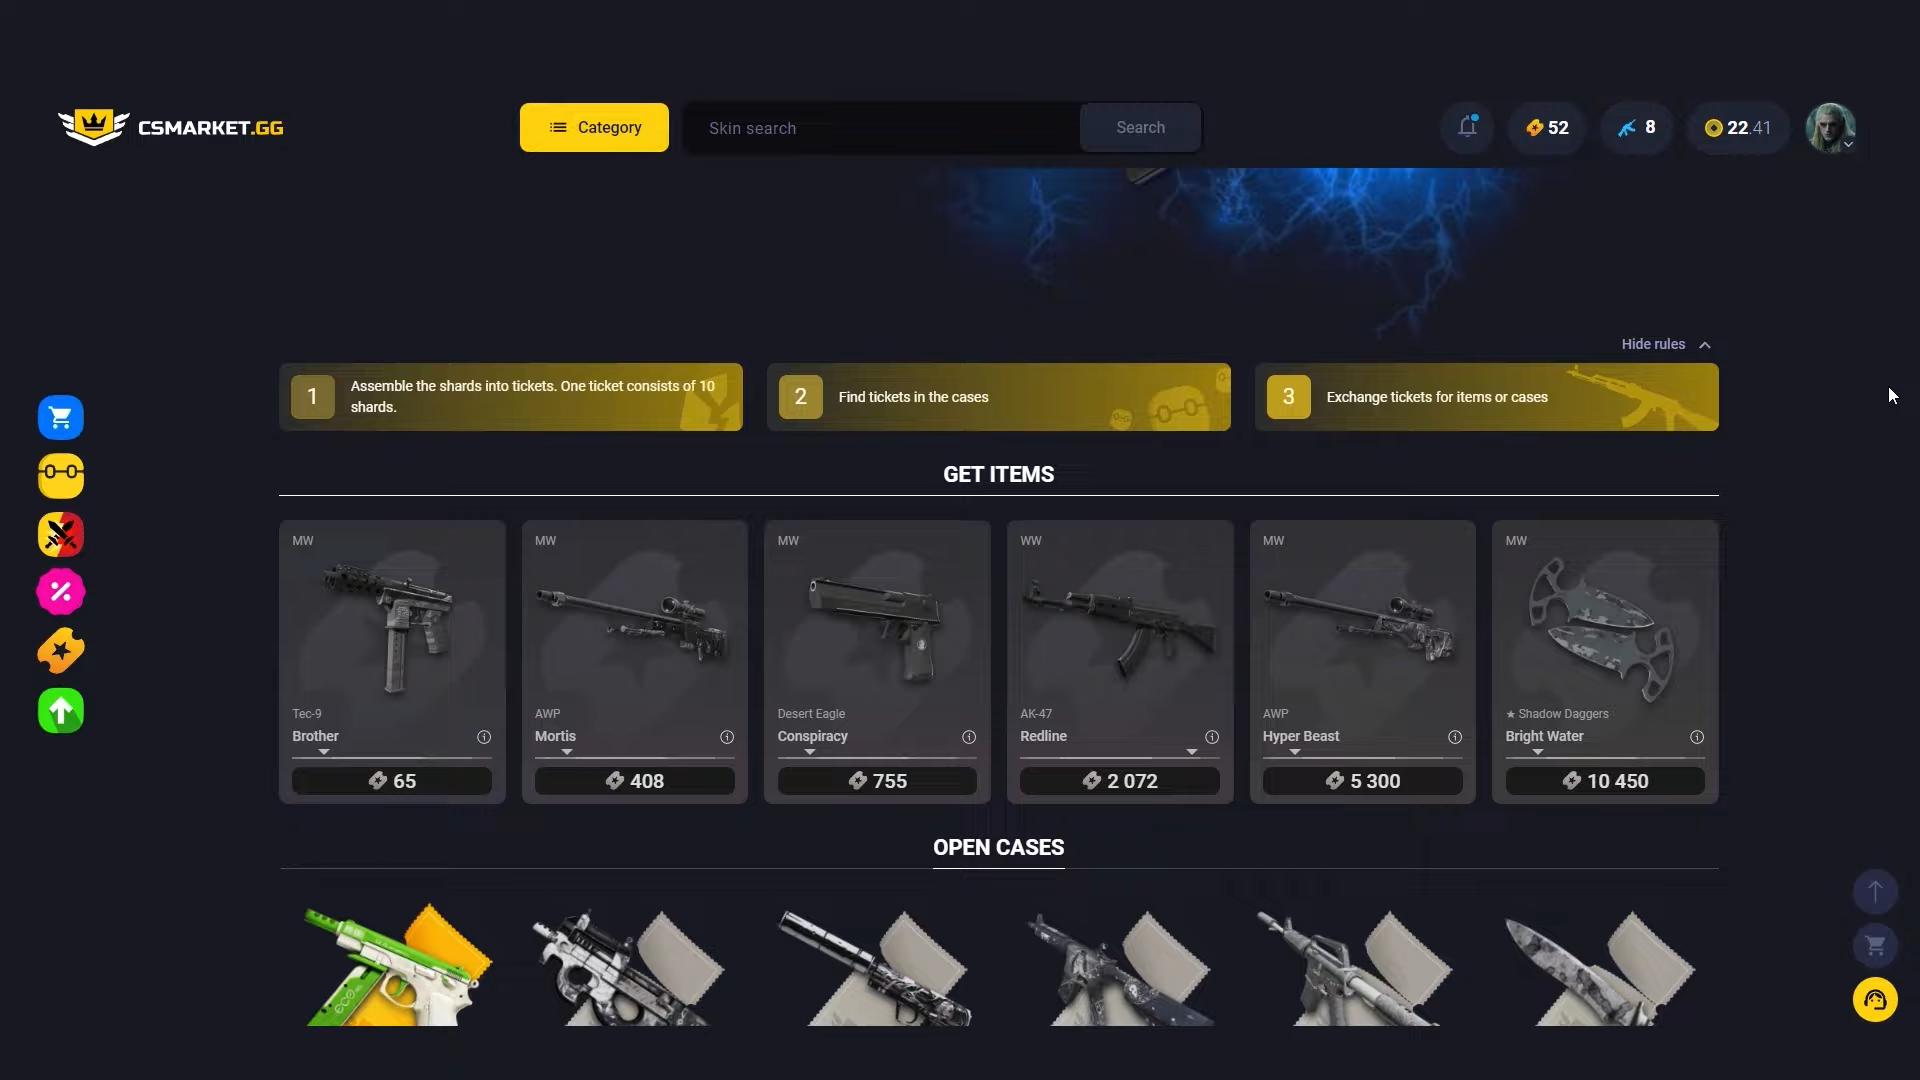 CSMARKET.GG
Category
Skin search
Search
52
8
22.41
Hide rules
1
Assemble the shards into tickets. One ticket consists of 10
shards.
2
Find tickets in the cases
3
Exchange tickets for items or cases
GET ITEMS
MW
Tec-9
Brother
65
MW
AWP
Mortis
408
MW
Desert Eagle
Conspiracy
755
WW
AK-47
Redline
2 072
MW
AWP
Hyper Beast
5 300
MW
★ Shadow Daggers
Bright Water
10 450
OPEN CASES